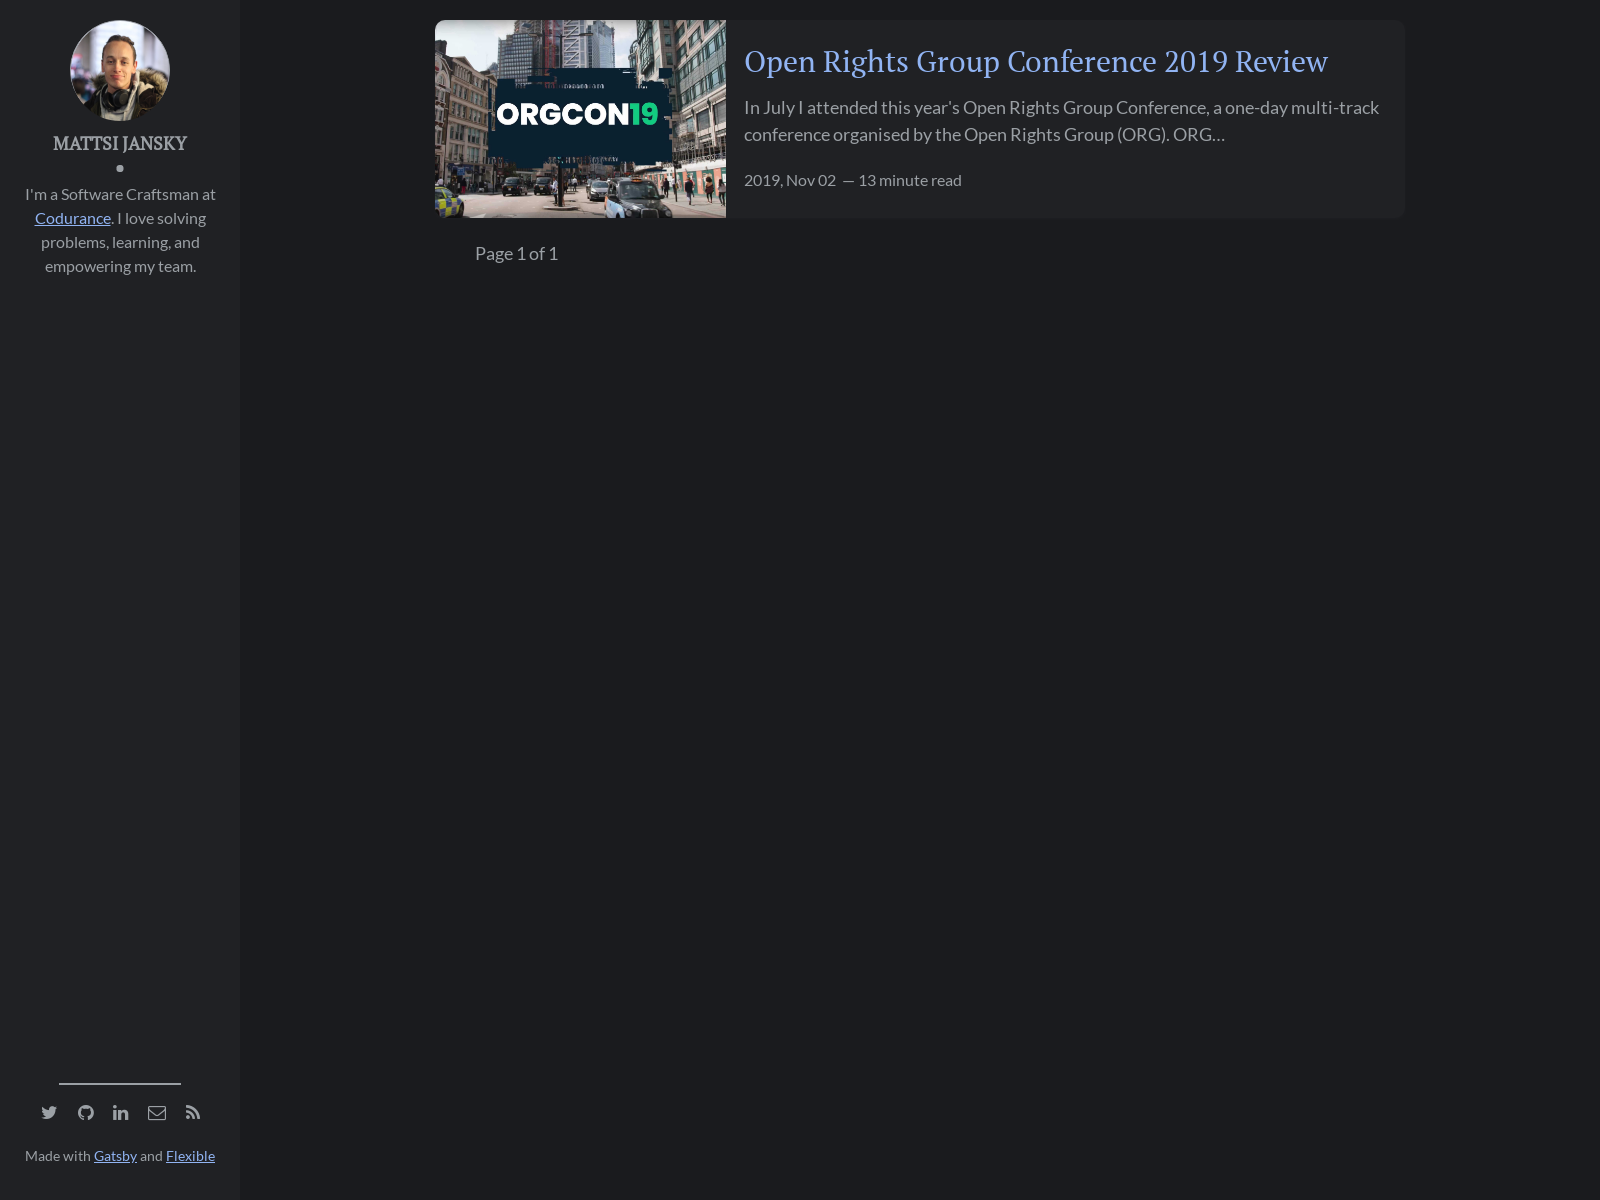 MATTSI JANSKY
I'm a Software Craftsman at
Codurance. I love solving
problems, learning, and
empowering my team.
ORGCON19
Open Rights Group Conference 2019 Review
In July I attended this year's Open Rights Group Conference, a one-day multi-track
conference organised by the Open Rights Group (ORG). ORG...
2019, Nov 02 — 13 minute read
Page 1 of 1
Made with Gatsby and Flexible